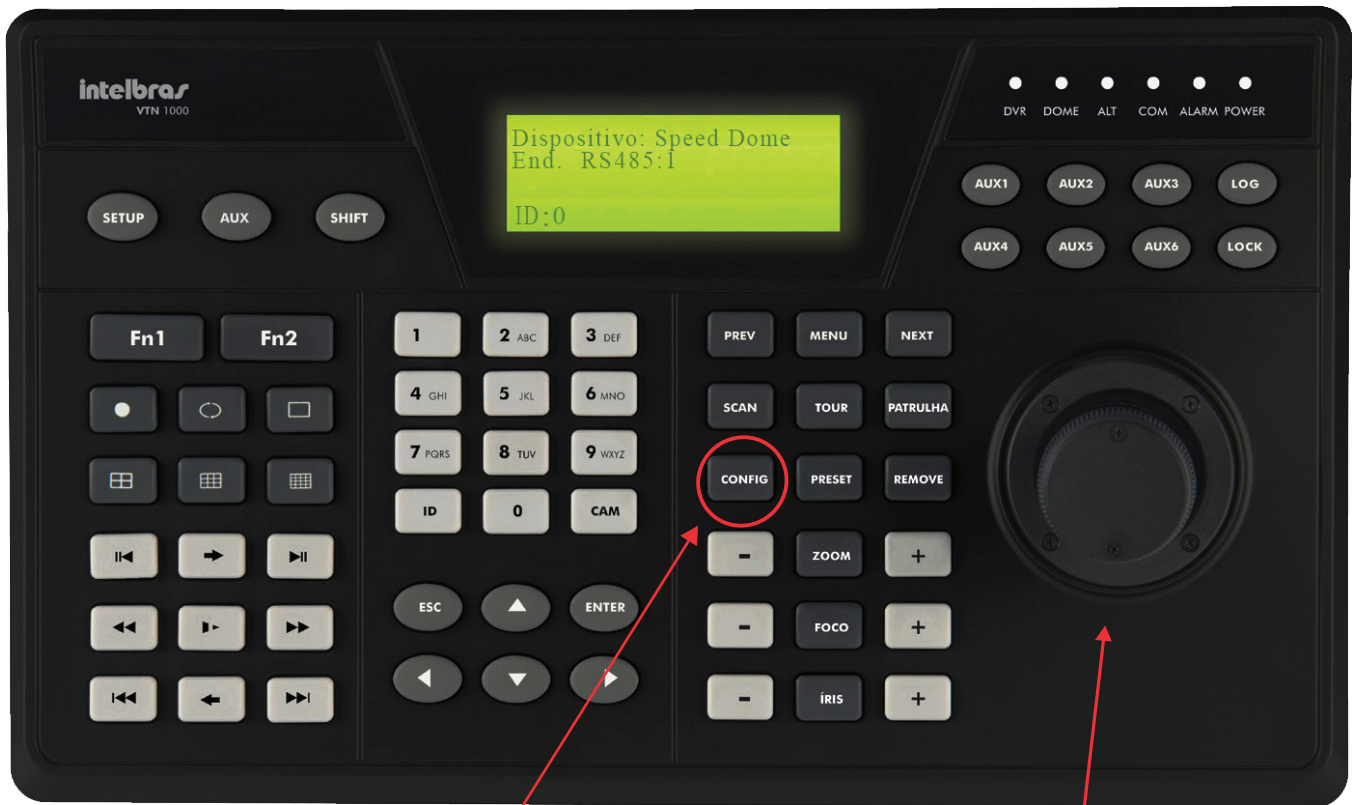 intelbras
VTN 1000
Dispositivo: Speed Dome
End. RS485:1
ID:0
DVR DOME ALT COM ALARM POWER
SETUP AUX SHIFT
AUX1 AUX2 AUX3 LOG
AUX4 AUX5 AUX6 LOCK
Fn1 Fn2
1 2 ABC 3 DEF
4 GHI 5 JKL 6 MNO
7 PQRS 8 TUV 9 WXYZ
ID 0 CAM
ESC ENTER
PREV MENU NEXT
SCAN TOUR PATRULHA
CONFIG PRESET REMOVE
- ZOOM +
- FOCO +
- ÍRIS +